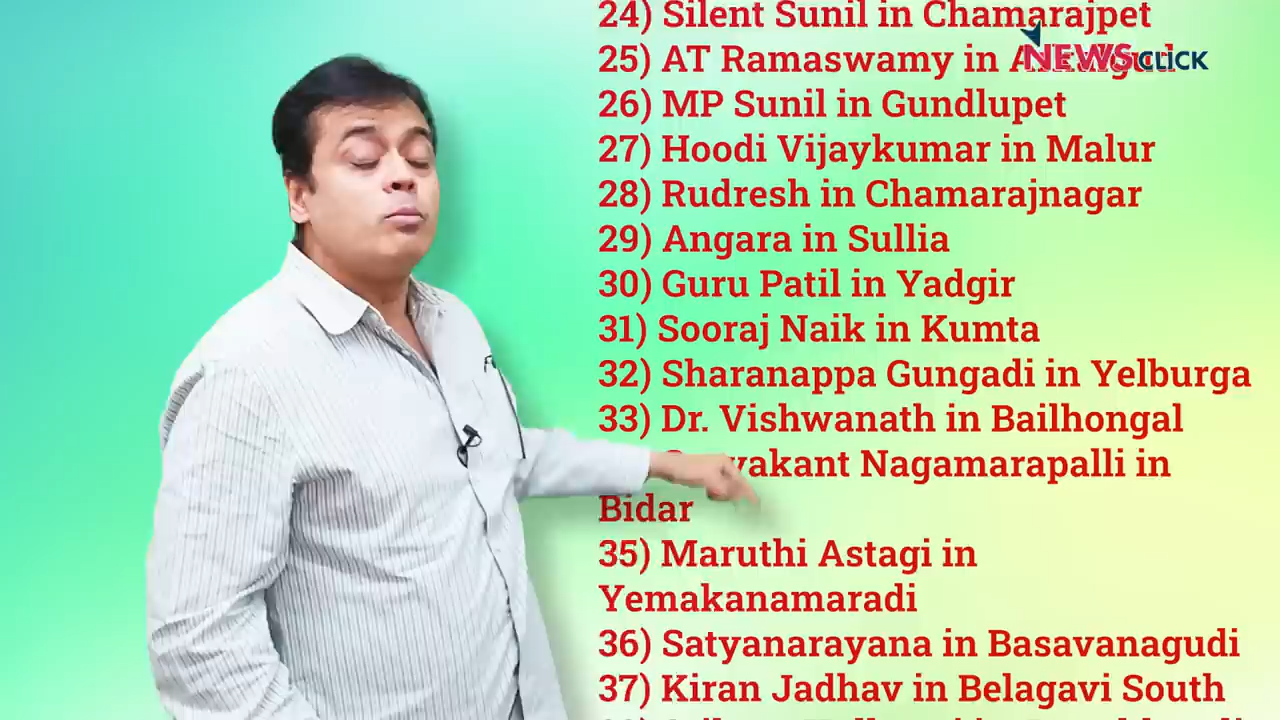 24) Silent Sunil in Chamarajpet
NEWSCLICK
25) AT Ramaswamy in
26) MP Sunil in Gundlupet
27) Hoodi Vijaykumar in Malur
28) Rudresh in Chamarajnagar
29) Angara in Sullia
30) Guru Patil in Yadgir
31) Sooraj Naik in Kumta
32) Sharanappa Gungadi in Yelburga
33) Dr. Vishwanath in Bailhongal
Nagamarapalli in
Bidar
35) Maruthi Astagi in
Yemakanamaradi
36) Satyanarayana in Basavanagudi
37) Kiran Jadhav in Belagavi South